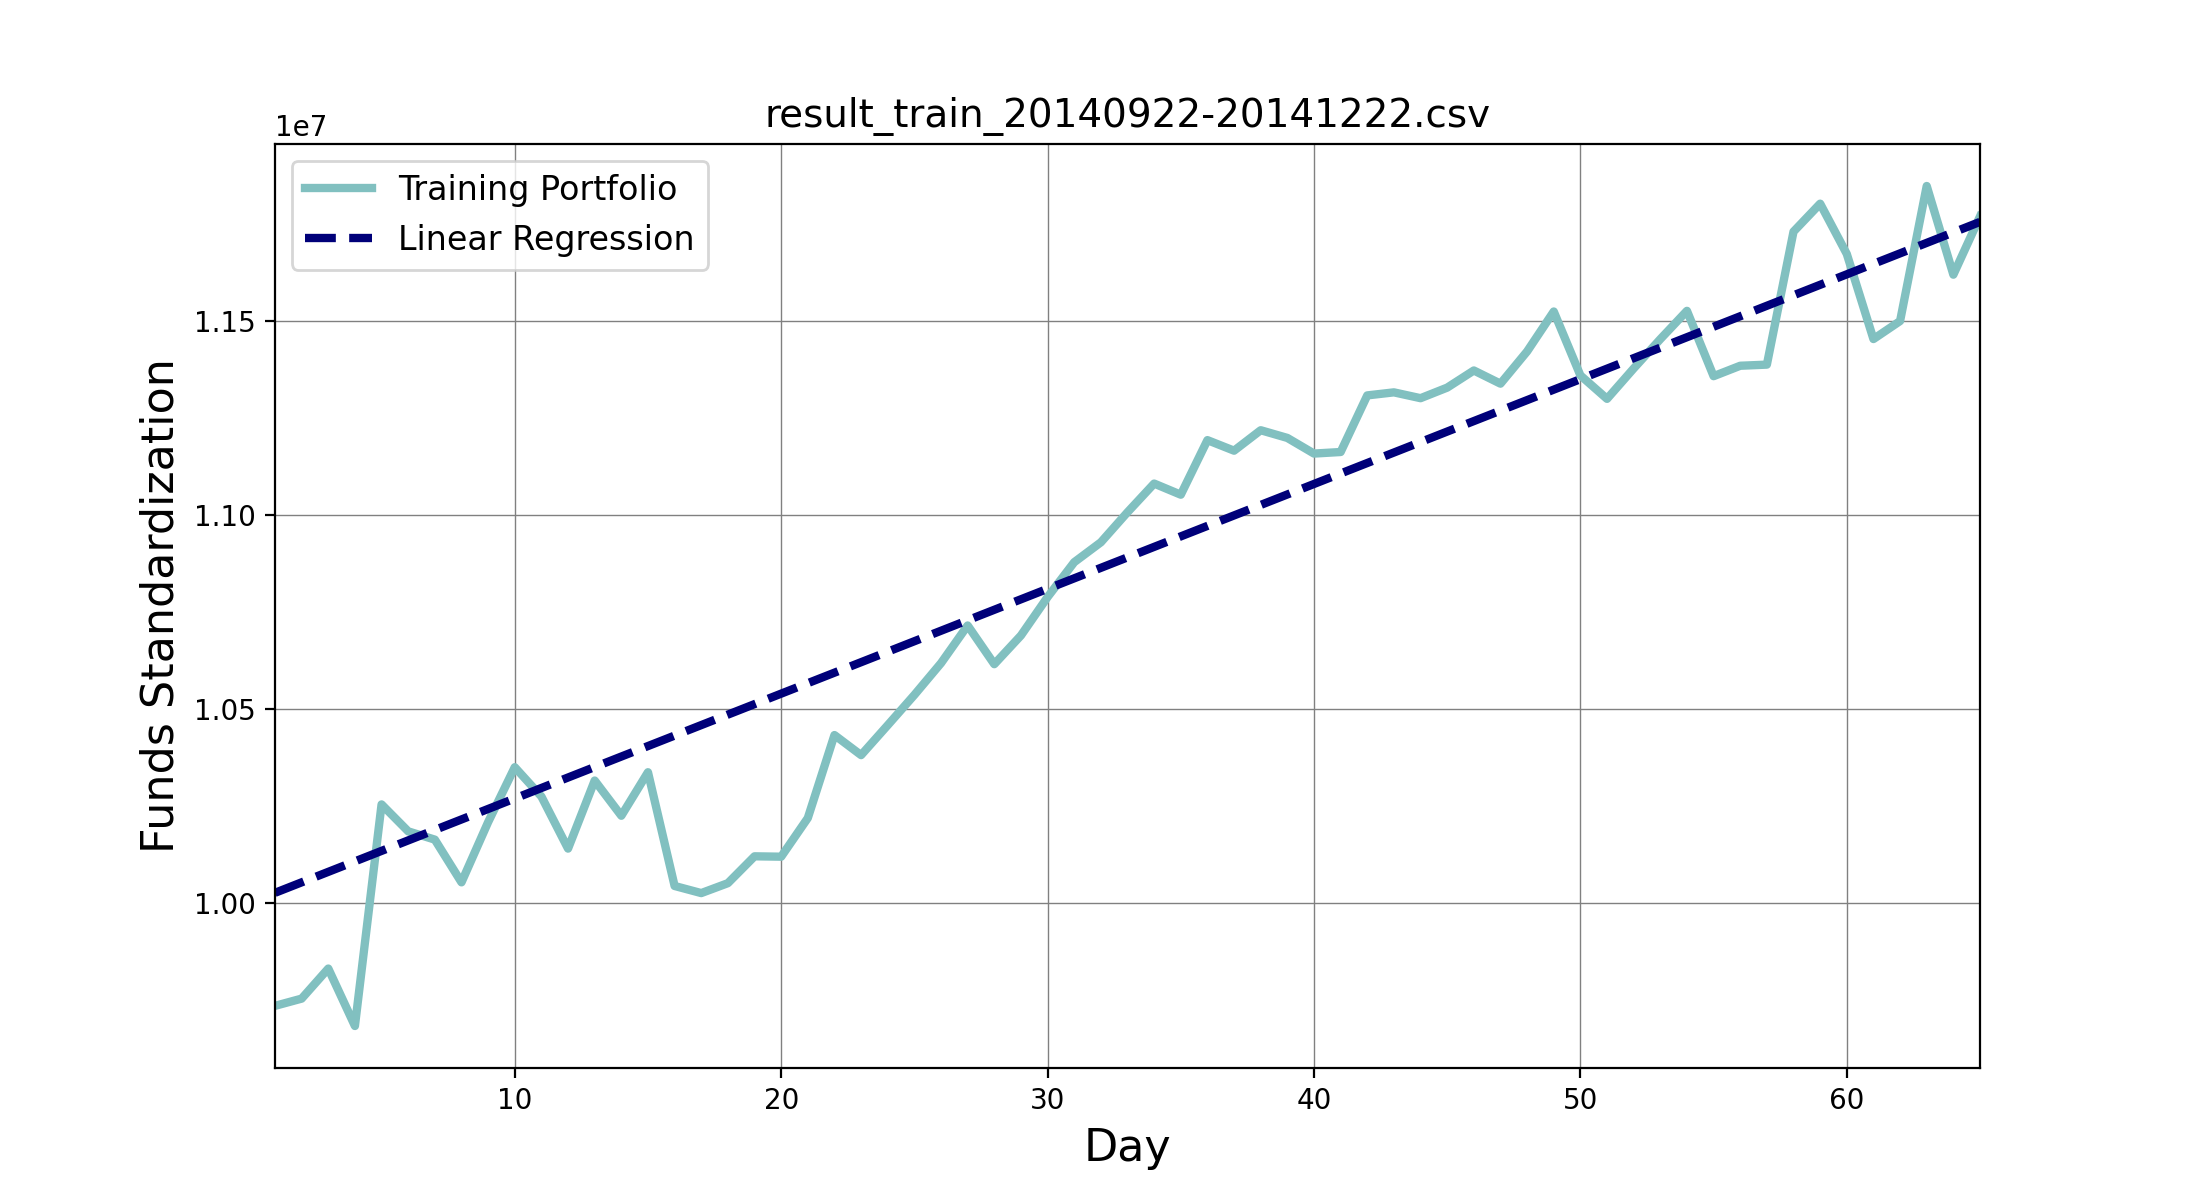 result_train_20140922-20141222.csv
1e7
Training Portfolio
Linear Regression
1.15
1.10
1.05
1.00
Funds Standardization
10 20 30 40 50 60
Day